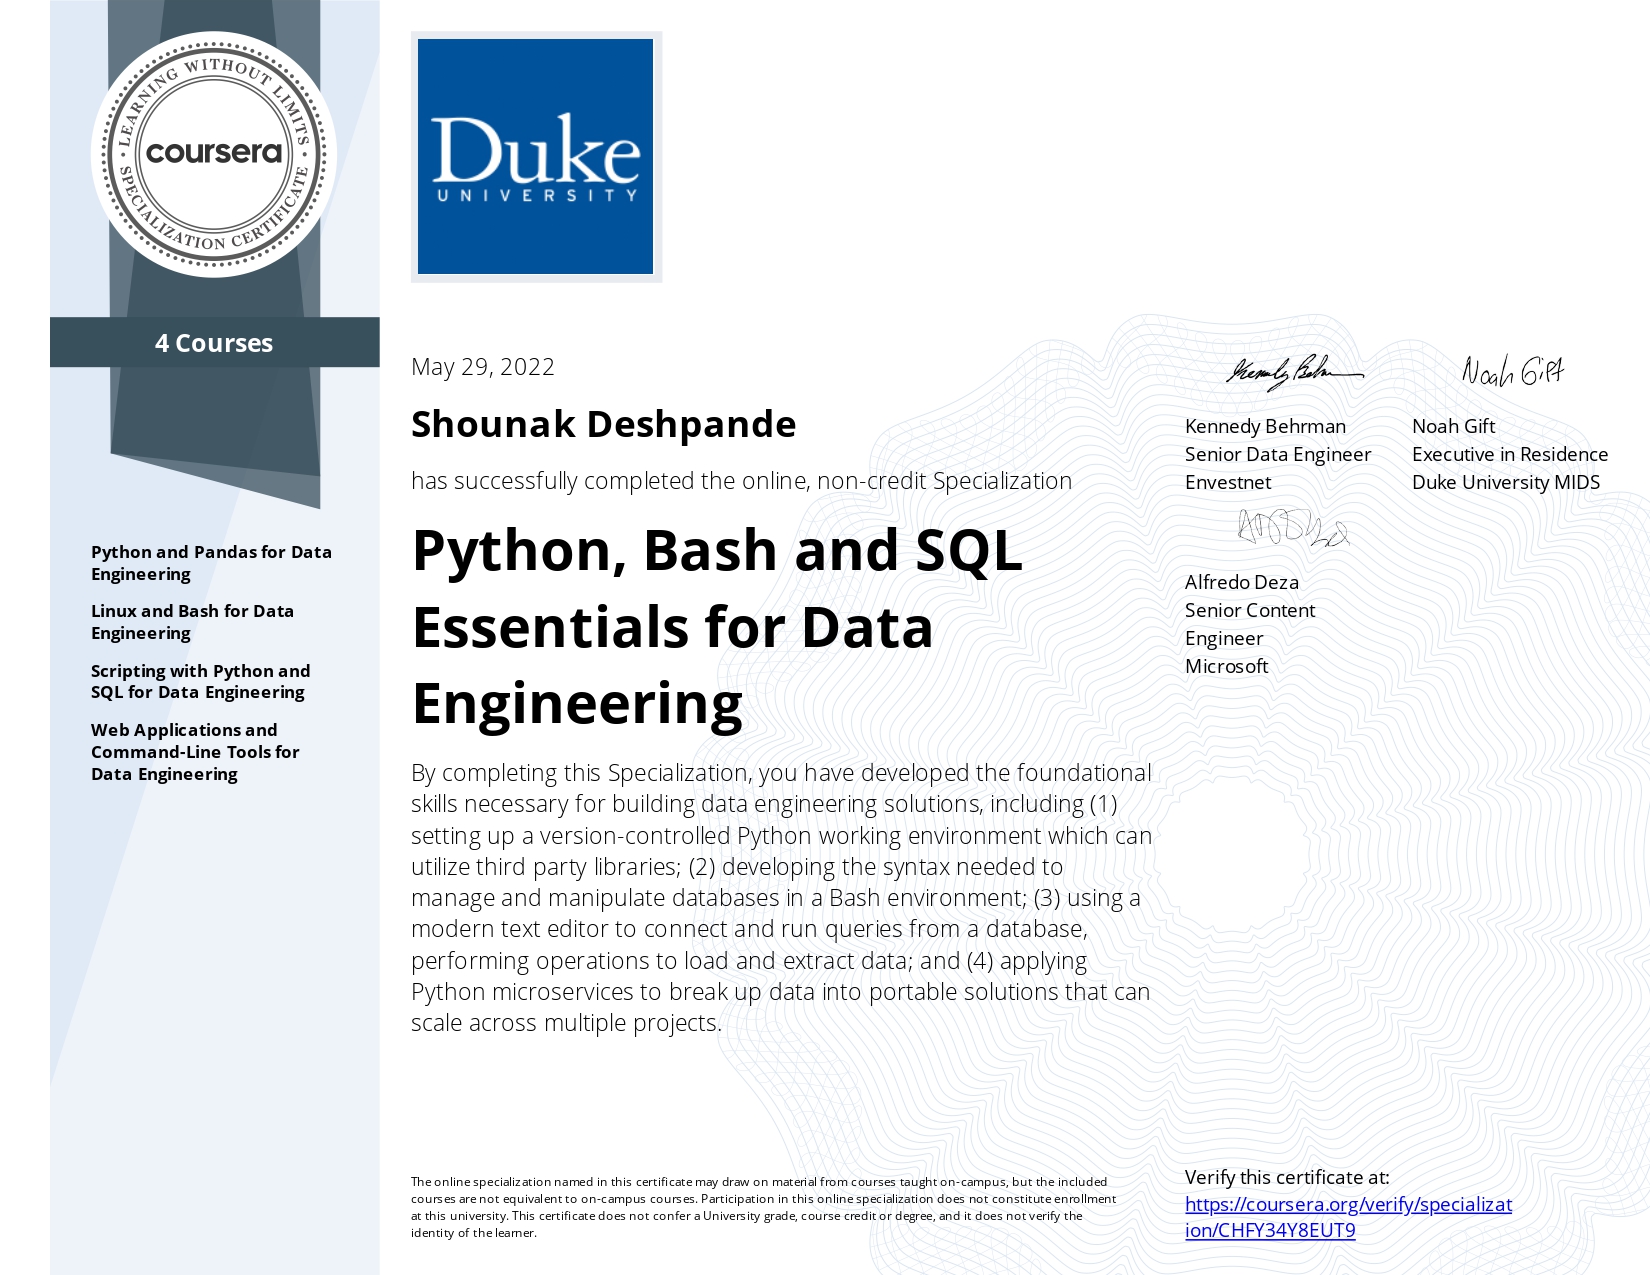 LEARNING WITHOUT LIMITS
coursera
SPECIALIZATION CERTIFICATE
4 Courses
Python and Pandas for Data
Engineering
Linux and Bash for Data
Engineering
Scripting with Python and
SQL for Data Engineering
Web Applications and
Command-Line Tools for
Data Engineering
Duke
UNIVERSITY
May 29, 2022
Shounak Deshpande
has successfully completed the online, non-credit Specialization
Python, Bash and SQL
Essentials for Data
Engineering
By completing this Specialization, you have developed the foundational
skills necessary for building data engineering solutions, including (1)
setting up a version-controlled Python working environment which can
utilize third party libraries; (2) developing the syntax needed to
manage and manipulate databases in a Bash environment; (3) using a
modern text editor to connect and run queries from a database,
performing operations to load and extract data; and (4) applying
Python microservices to break up data into portable solutions that can
scale across multiple projects.
Kennedy Behrman
Senior Data Engineer
Envestnet
Noah Gift
Noah Gift
Executive in Residence
Duke University MIDS
Alfredo Deza
Senior Content
Engineer
Microsoft
The online specialization named in this certificate may draw on material from courses taught on-campus, but the included
courses are not equivalent to on-campus courses. Participation in this online specialization does not constitute enrollment
at this university. This certificate does not confer a University grade, course credit or degree, and it does not verify the
identity of the learner.
Verify this certificate at:
https://coursera.org/verify/specializat
ion/CHFY34Y8EUT9